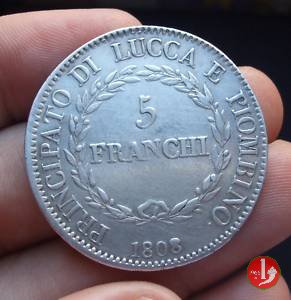 PRINCIPATO DI LUCCA E PIOMBINO
5
FRANCHI
1808